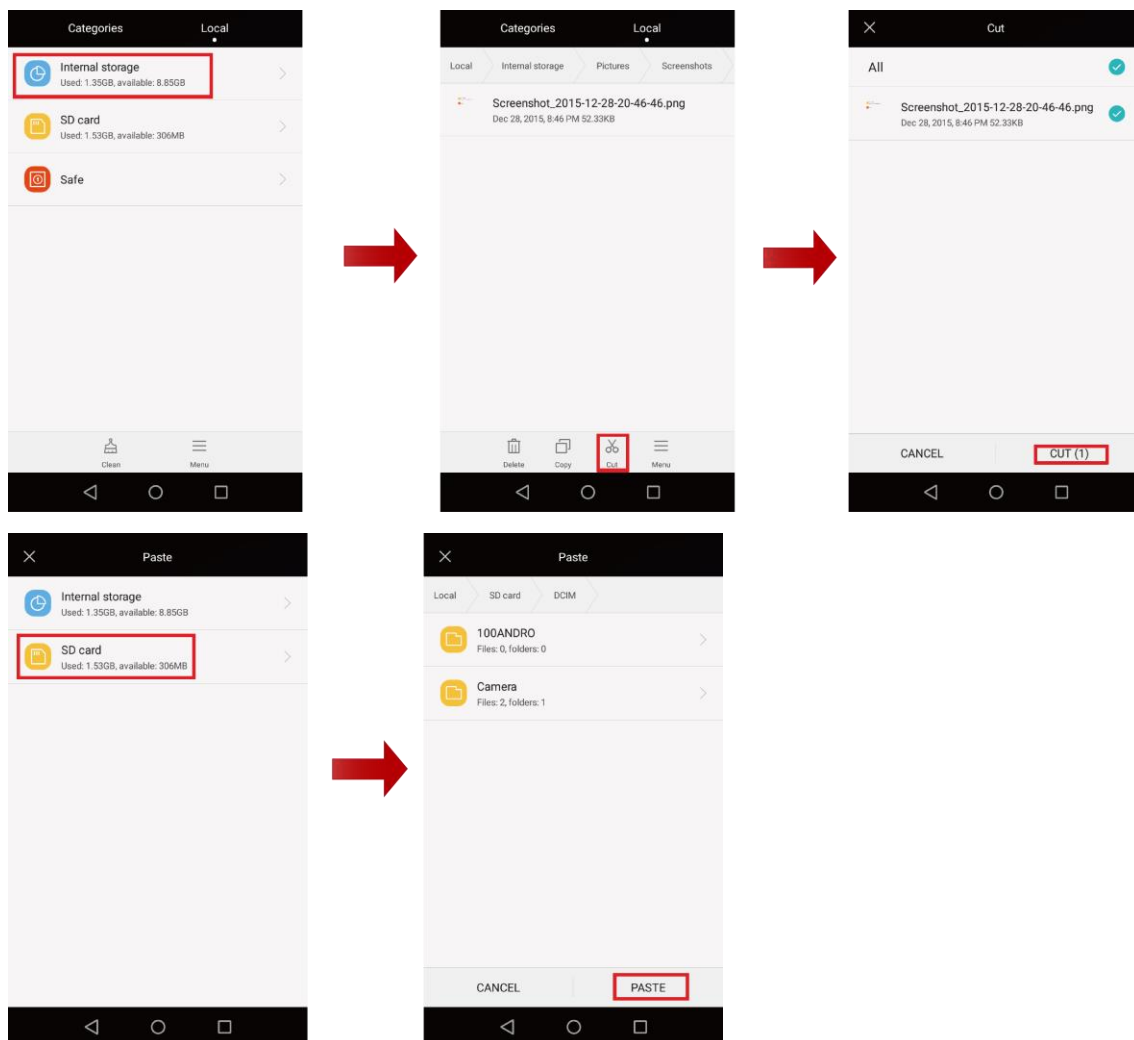 Categories Local
Internal storage
Used: 1.35GB, available: 8.85GB
SD card
Used: 1.53GB, available: 306MB
Safe
Clean Menu
Categories Local
Local Internal storage Pictures Screenshots
Screenshot_2015-12-28-20-46-46.png
Dec 28, 2015, 8:46 PM 52.33KB
Delete Copy Cut Menu
Cut
All
Screenshot_2015-12-28-20-46-46.png
Dec 28, 2015, 8:46 PM 52.33KB
CANCEL CUT (1)
Paste
Internal storage
Used: 1.35GB, available: 8.85GB
SD card
Used: 1.53GB, available: 306MB
Paste
Local SD card DCIM
100ANDRO
Files: 0, folders: 0
Camera
Files: 2, folders: 1
CANCEL PASTE